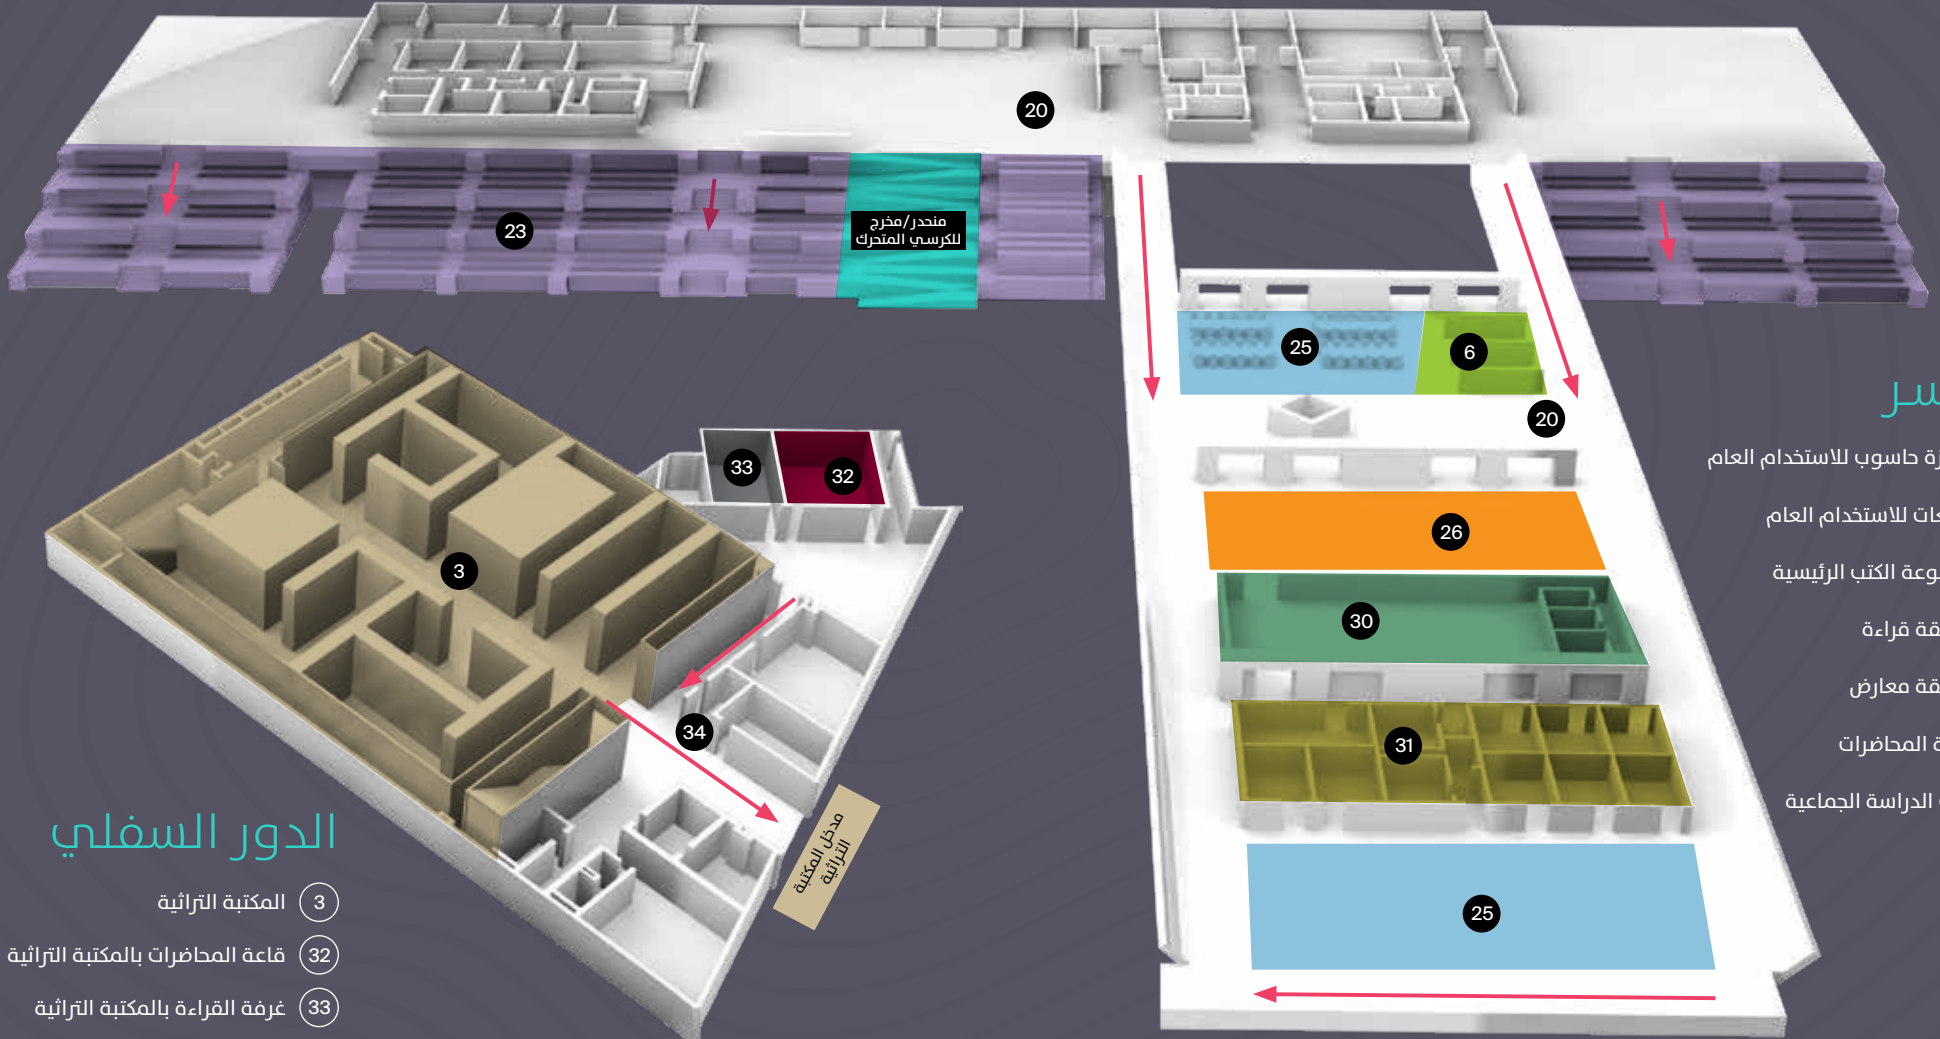 20
23
منحدر/مخرج
للكرسي المتحرك
25
6
20
33
32
26
3
30
34
31
25
مدخل المكتبة
التراثية
حاسوب للاستخدام العام
للاستخدام العام
الكتب الرئيسية
قراءة
معارض
المحاضرات
الدراسة الجماعية
الدور السفلي
3 المكتبة التراثية
32 قاعة المحاضرات بالمكتبة التراثية
33 غرفة القراءة بالمكتبة التراثية